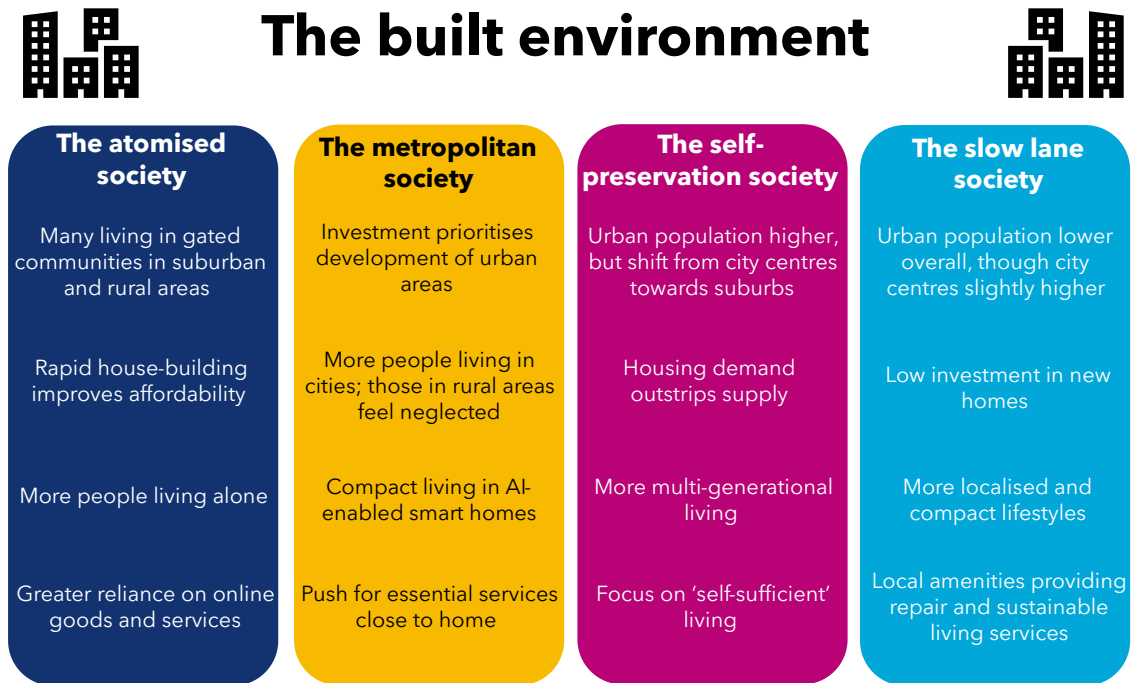 The built environment
The atomised
society
Many living in gated
communities in suburban
and rural areas
Rapid house-building
improves affordability
More people living alone
Greater reliance on online
goods and services
The metropolitan
society
Investment prioritises
development of urban
areas
More people living in
cities; those in rural areas
feel neglected
Compact living in AI-
enabled smart homes
Push for essential services
close to home
The self-
preservation society
Urban population higher,
but shift from city centres
towards suburbs
Housing demand
outstrips supply
More multi-generational
living
Focus on ‘self-sufficient’
living
The slow lane
society
Urban population lower
overall, though city
centres slightly higher
Low investment in new
homes
More localised and
compact lifestyles
Local amenities providing
repair and sustainable
living services